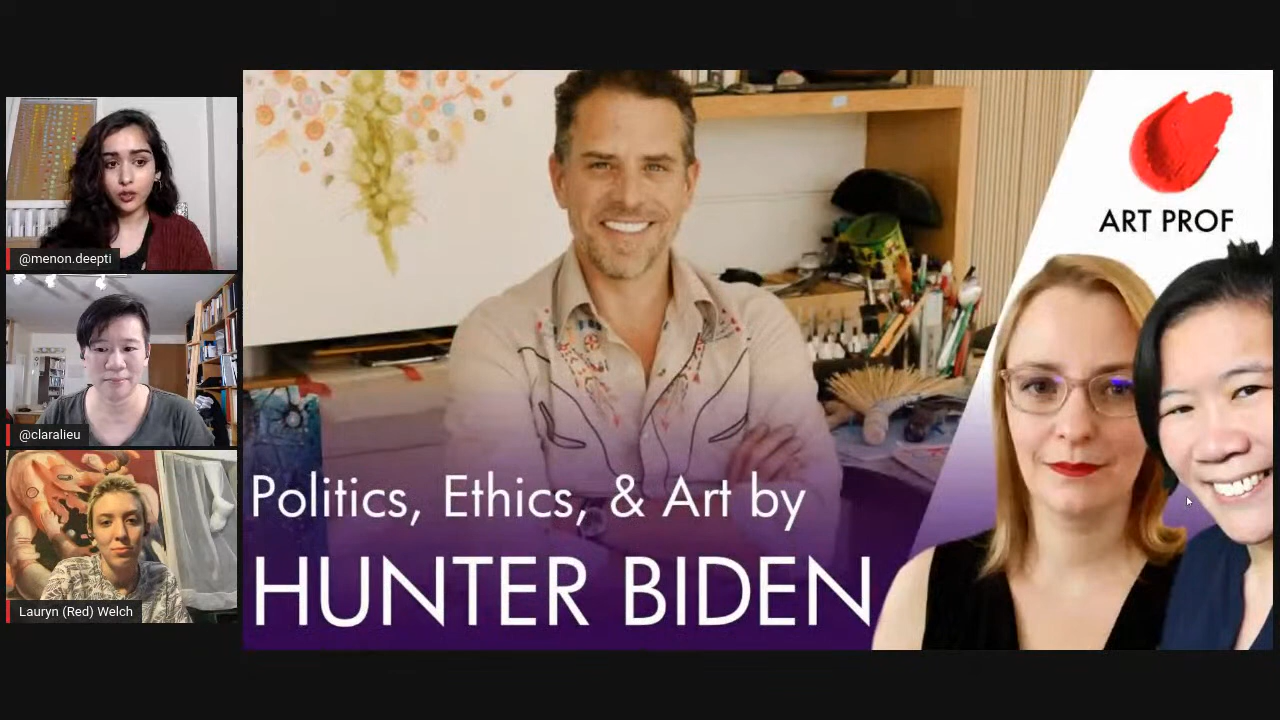 @menon.deepti
@claralieu
Lauryn (Red) Welch
ART PROF
Politics, Ethics, & Art by
HUNTER BIDEN